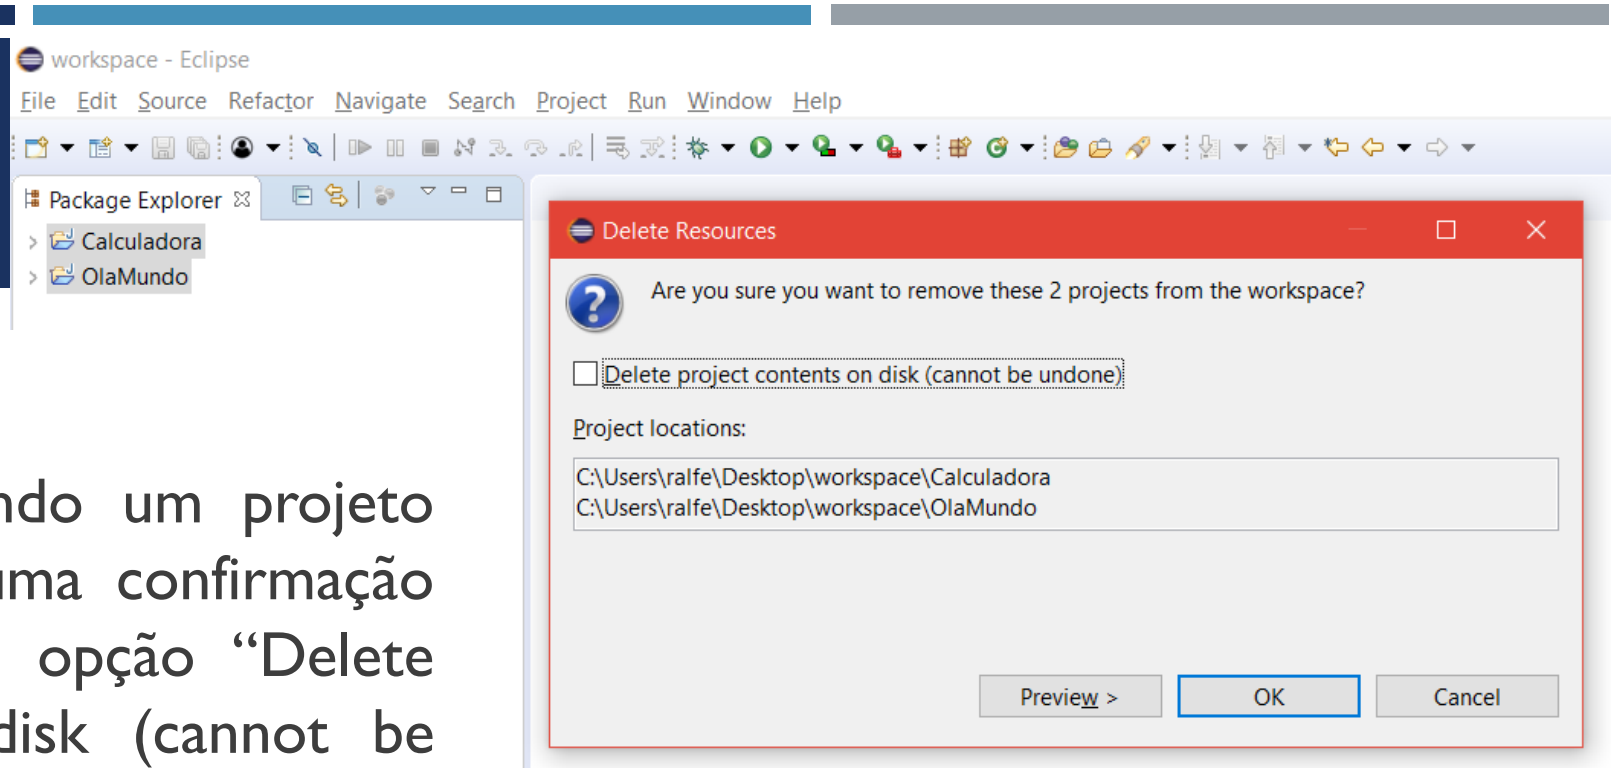 workspace - Eclipse
File Edit Source Refactor Navigate Search Project Run Window Help
Package Explorer
Calculadora
OlaMundo
Delete Resources
Are you sure you want to remove these 2 projects from the workspace?
Delete project contents on disk (cannot be undone)
Project locations:
C:\Users\ralfe\Desktop\workspace\Calculadora
C:\Users\ralfe\Desktop\workspace\OlaMundo
Preview > OK Cancel
um projeto
confirmação
opção “Delete
disk (cannot be